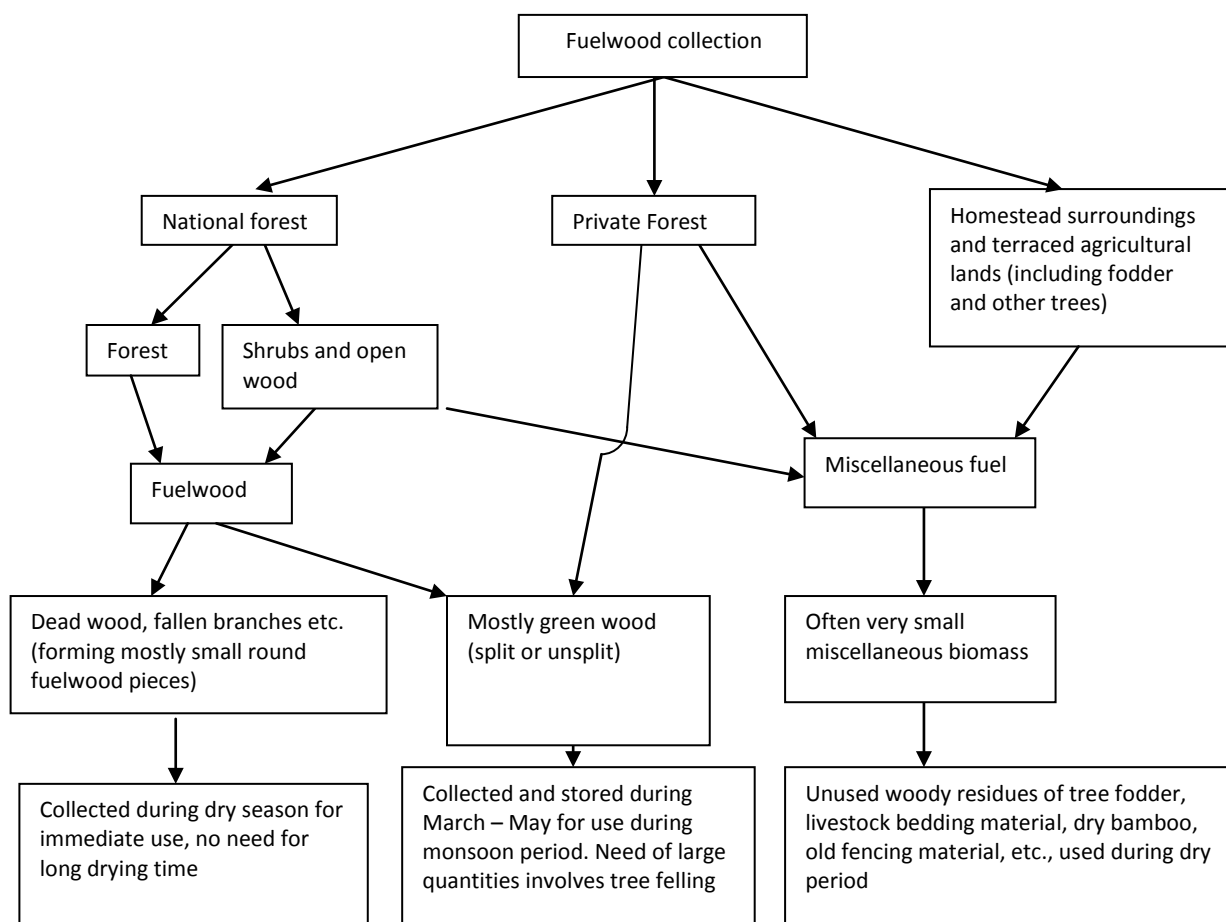 Fuelwood collection
National forest
Private Forest
Homestead surroundings
and terraced agricultural
lands (including fodder
and other trees)
Forest
Shrubs and open
wood
Fuelwood
Miscellaneous fuel
Dead wood, fallen branches etc.
(forming mostly small round
fuelwood pieces)
Mostly green wood
(split or unsplit)
Often very small
miscellaneous biomass
Collected during dry season for
immediate use, no need for
long drying time
Collected and stored during
March – May for use during
monsoon period. Need of large
quantities involves tree felling
Unused woody residues of tree fodder,
livestock bedding material, dry bamboo,
old fencing material, etc., used during dry
period